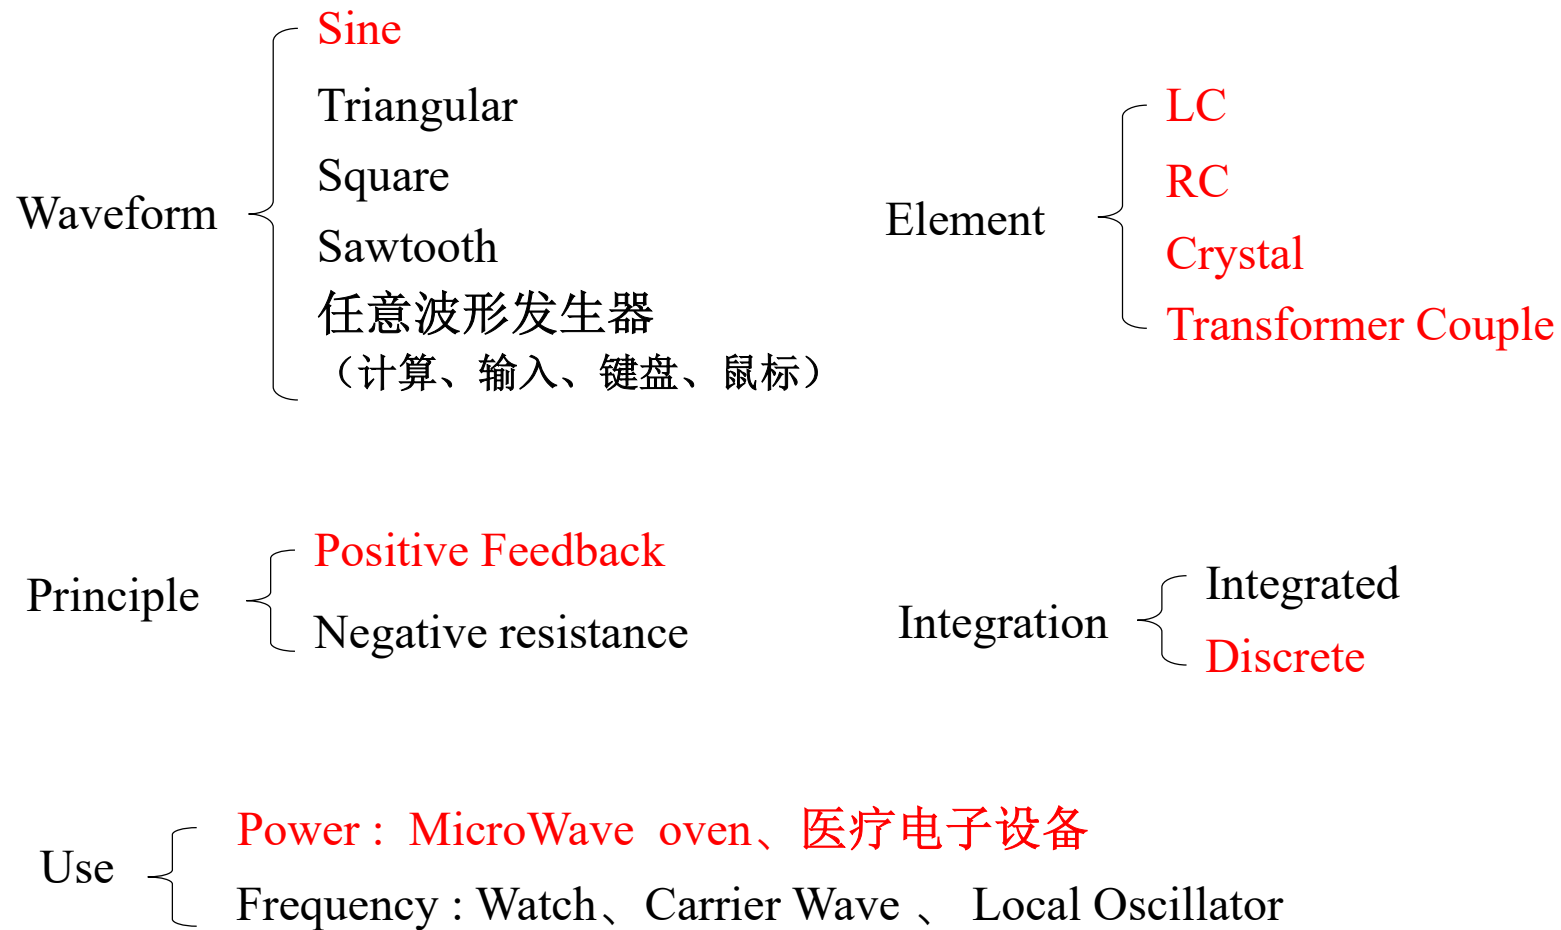 Waveform
Sine
Triangular
Square
Sawtooth
任意波形发生器
（计算、输入、键盘、鼠标）
Element
LC
RC
Crystal
Transformer Couple
Principle
Positive Feedback
Negative resistance
Integration
Integrated
Discrete
Use
Power : MicroWave oven、医疗电子设备
Frequency : Watch、Carrier Wave 、 Local Oscillator